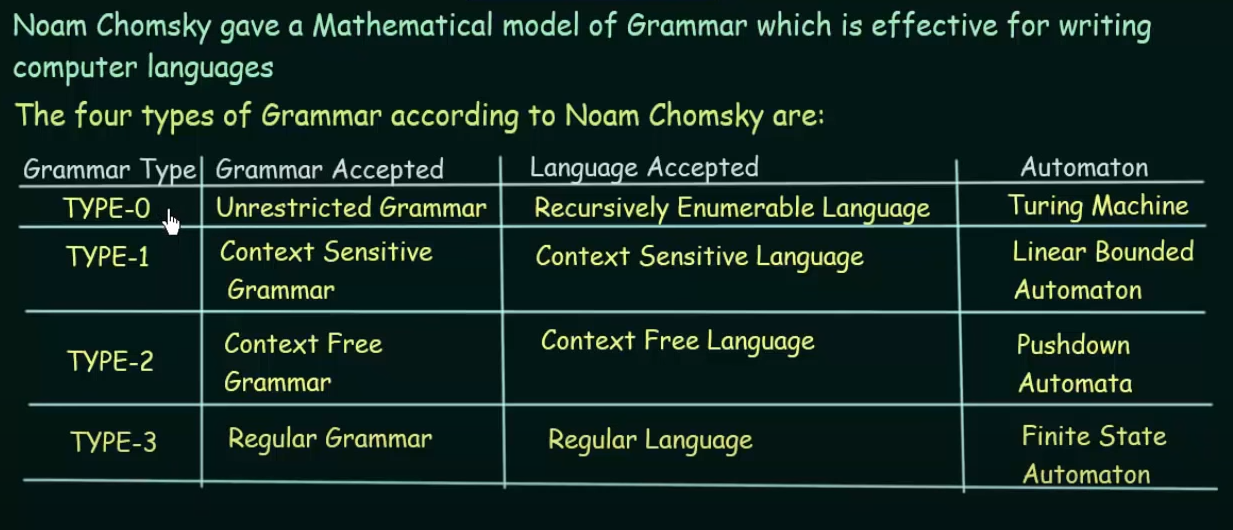 Noam Chomsky gave a Mathematical model of Grammar which is effective for writing
computer languages
The four types of Grammar according to Noam Chomsky are:
Grammar Type Grammar Accepted Language Accepted Automaton
TYPE-0 Unrestricted Grammar Recursively Enumerable Language Turing Machine
TYPE-1 Context Sensitive Context Sensitive Language Linear Bounded
Grammar Automaton
TYPE-2 Context Free Context Free Language Pushdown
Grammar Automata
TYPE-3 Regular Grammar Regular Language Finite State
Automaton